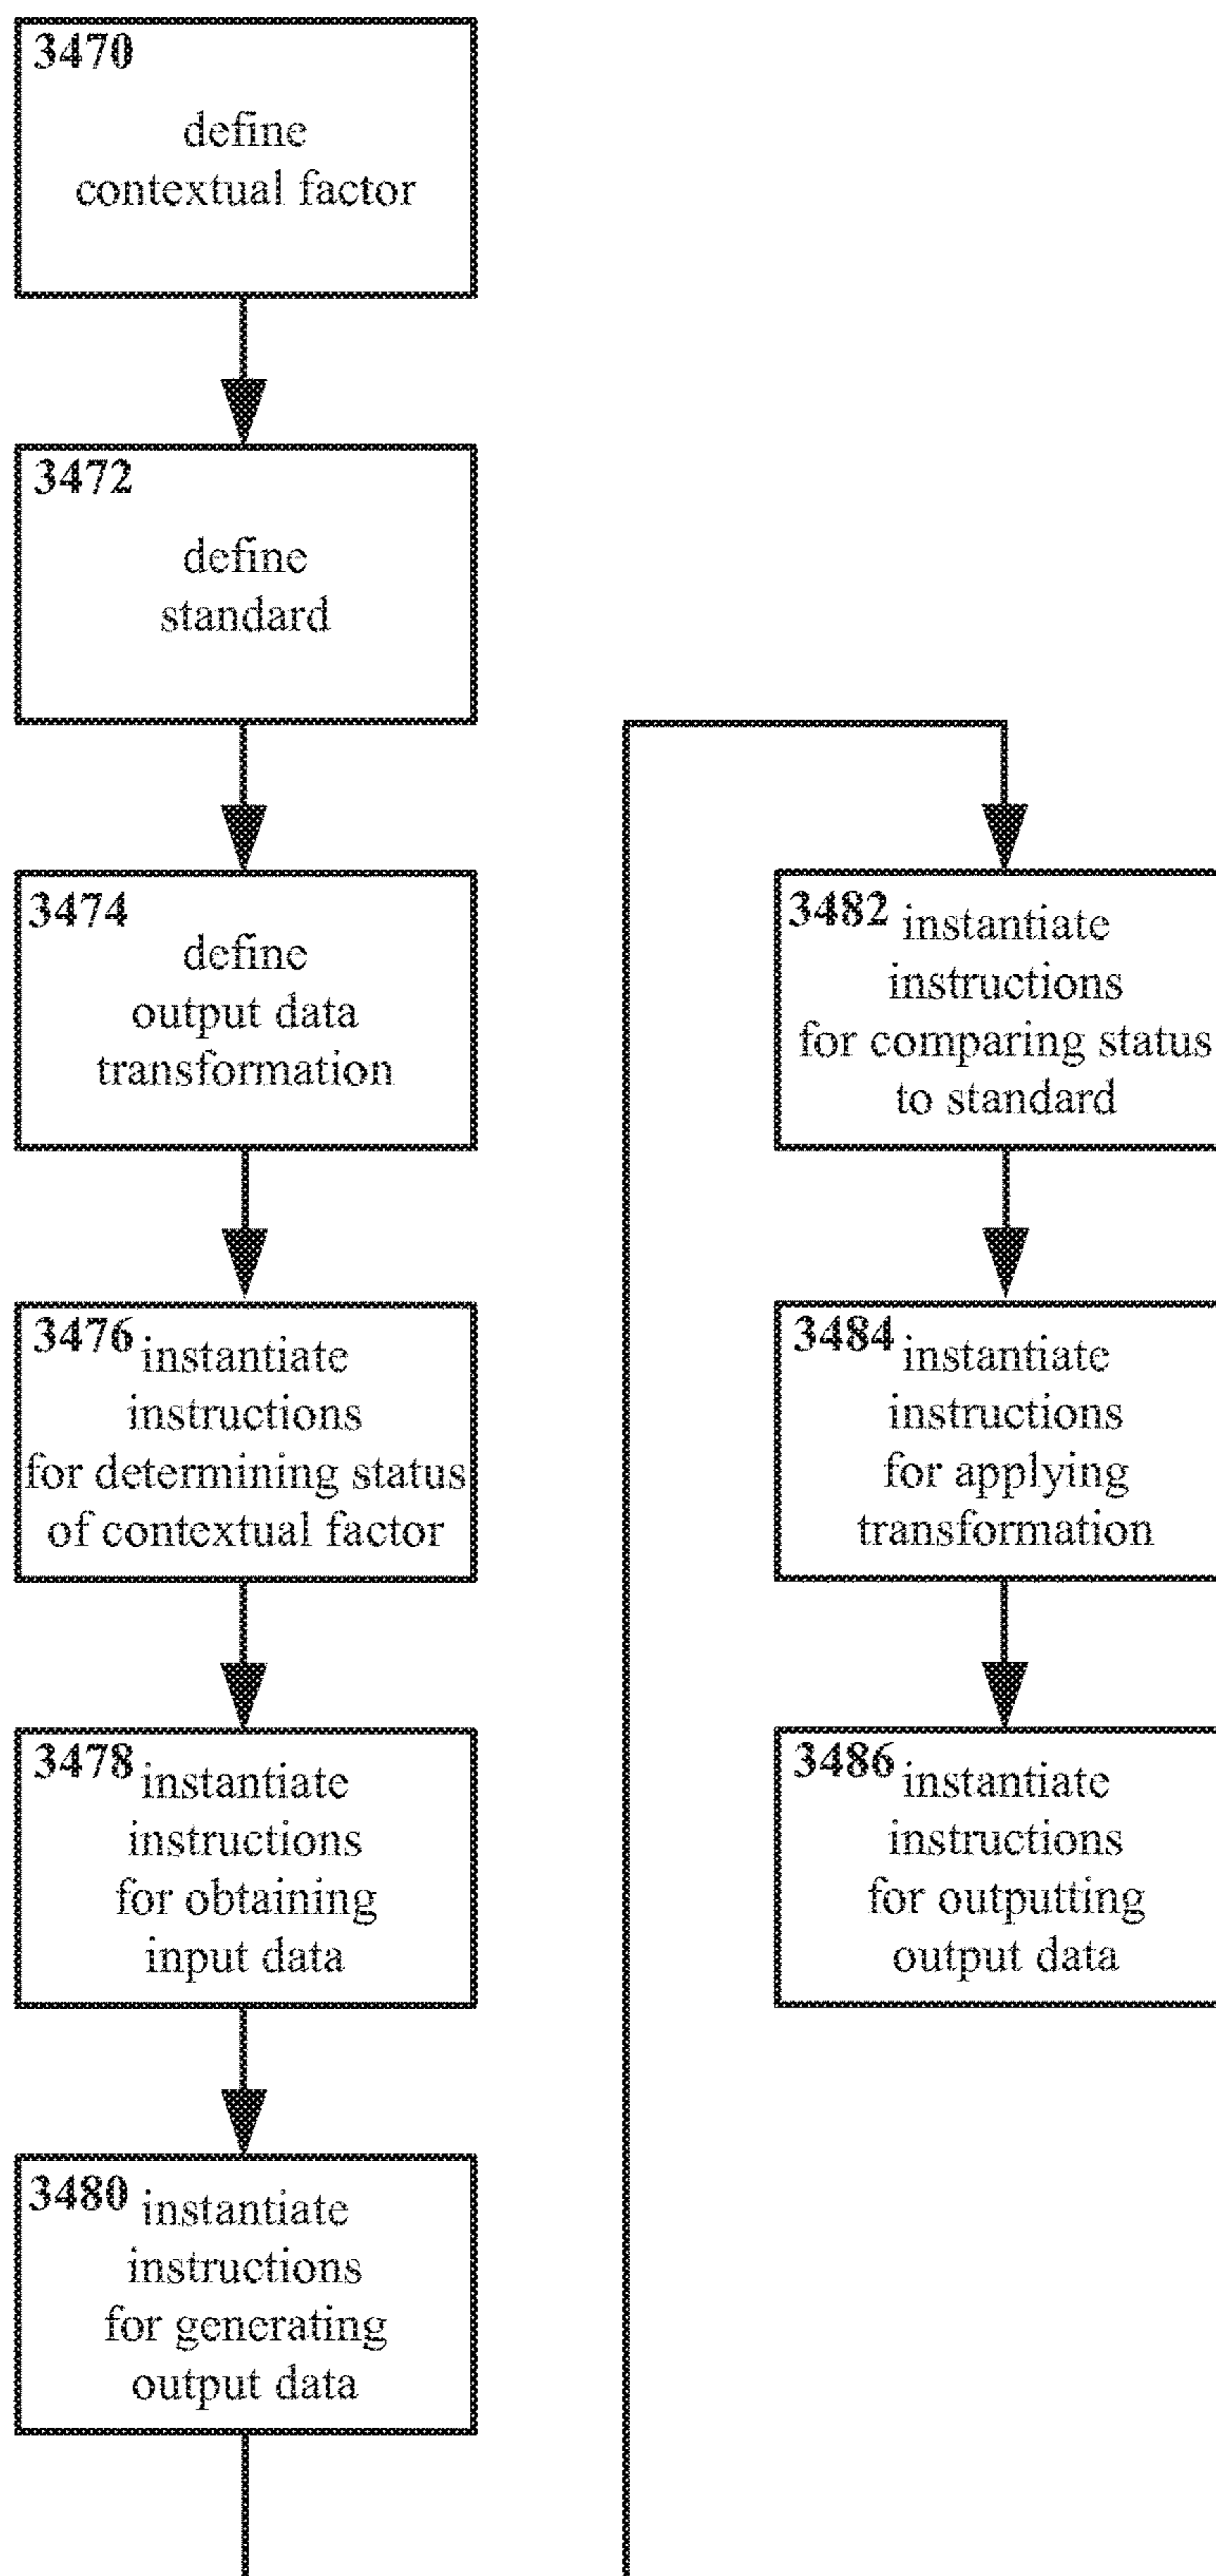 3470
define
contextual factor
3472
define
standard
3474
define
output data
transformation
3476 instantiate
instructions
for determining status
of contextual factor
3478 instantiate
instructions
for obtaining
input data
3480 instantiate
instructions
for generating
output data
3482 instantiate
instructions
for comparing status
to standard
3484 instantiate
instructions
for applying
transformation
3486 instantiate
instructions
for outputting
output data